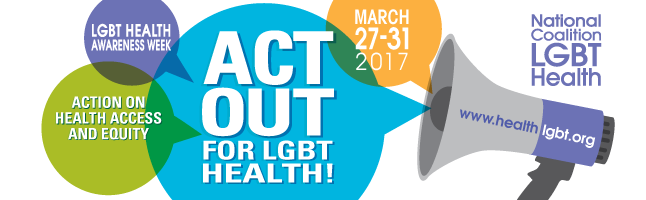 LGBT HEALTH
AWARENESS WEEK
ACTION ON
HEALTH ACCESS
AND EQUITY
ACT
OUT
FOR LGBT
HEALTH!
MARCH
27-31
2017
www.healthlgbt.org
National
Coalition
LGBT
Health